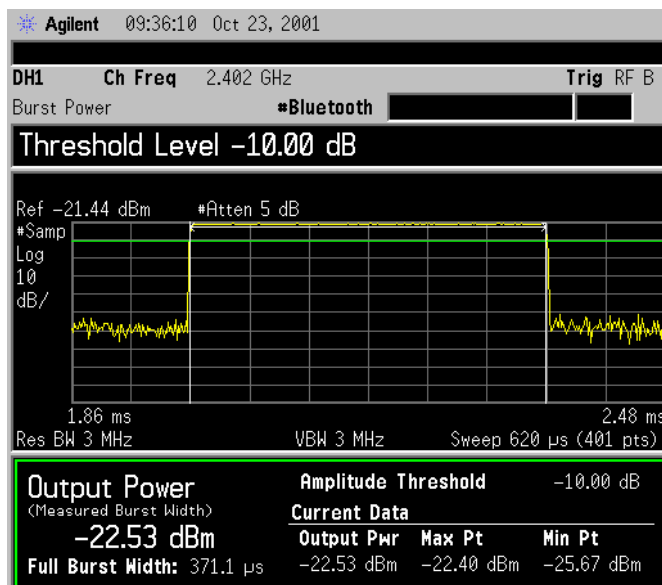 Agilent 09:36:10 Oct 23, 2001
DH1 Ch Freq 2.402 GHz Trig RF B
Burst Power #Bluetooth
Threshold Level -10.00 dB
Ref -21.44 dBm #Atten 5 dB
#Samp
Log
10
dB/
1.86 ms 2.48 ms
Res BW 3 MHz VBW 3 MHz Sweep 620 µs (401 pts)
Output Power
(Measured Burst Width)
-22.53 dBm
Full Burst Width: 371.1 µs
Amplitude Threshold -10.00 dB
Current Data
Output Pwr Max Pt Min Pt
-22.53 dBm -22.40 dBm -25.67 dBm